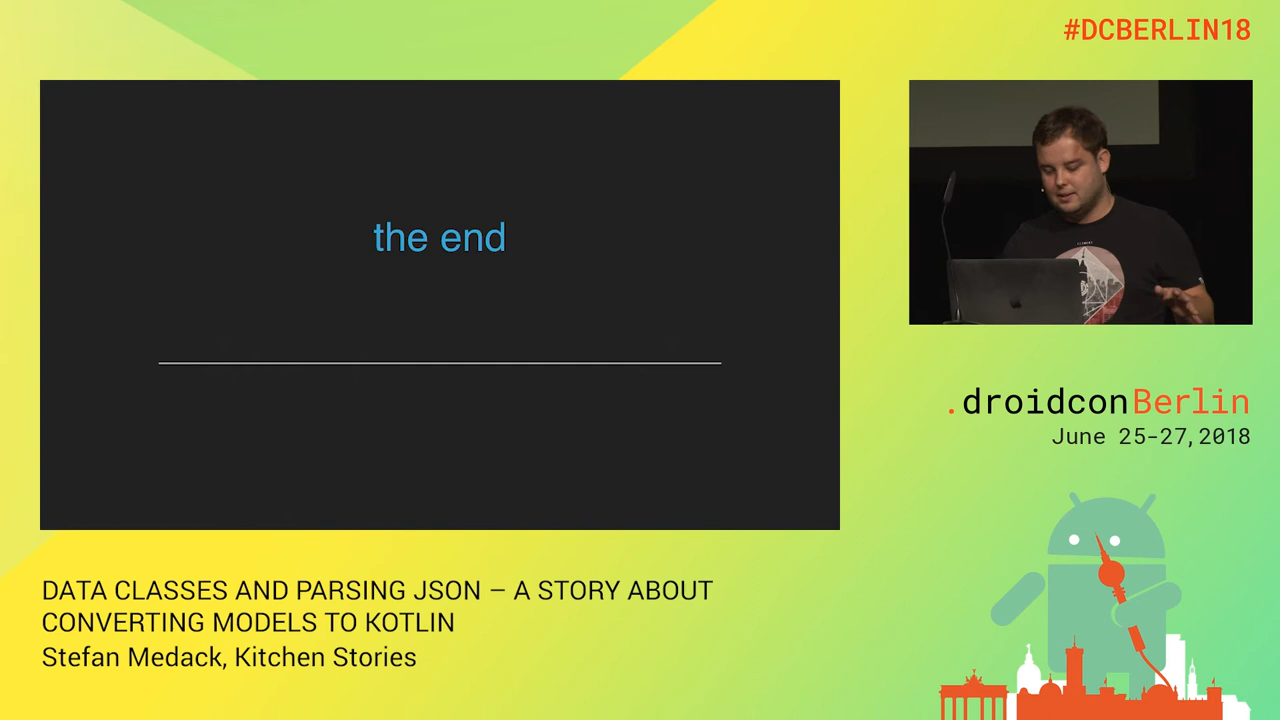 #DCBERLIN18
the end
.droidconBerlin
June 25-27, 2018
DATA CLASSES AND PARSING JSON – A STORY ABOUT
CONVERTING MODELS TO KOTLIN
Stefan Medack, Kitchen Stories